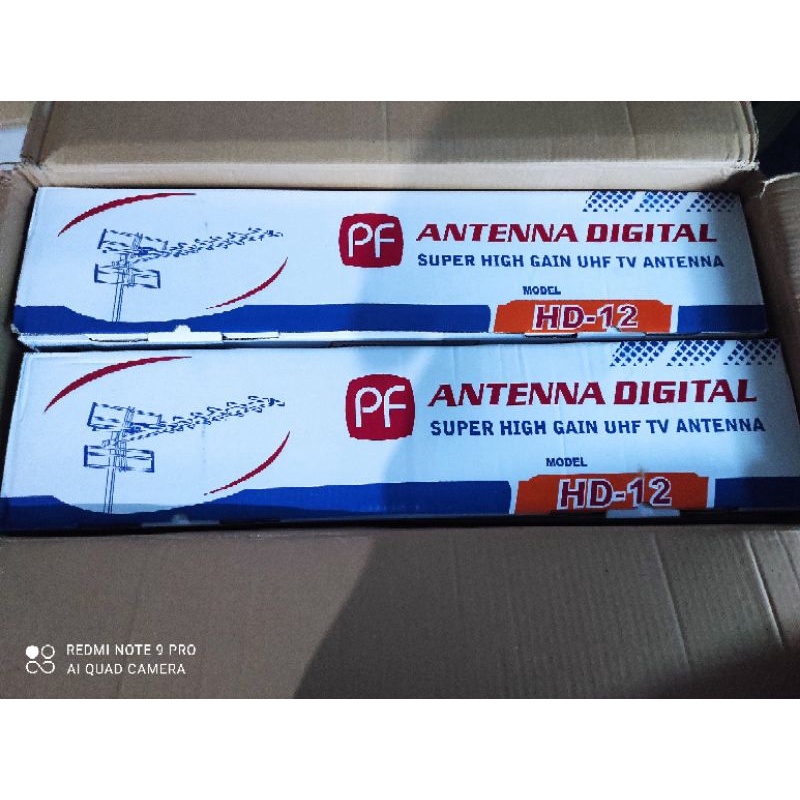 PF
ANTENNA DIGITAL
SUPER HIGH GAIN UHF TV ANTENNA
MODEL
HD-12
PF
ANTENNA DIGITAL
SUPER HIGH GAIN UHF TV ANTENNA
MODEL
HD-12
REDMI NOTE 9 PRO
AI QUAD CAMERA